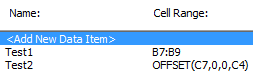 Name: Cell Range:
<Add New Data Item>
Test1 B7:B9
Test2 OFFSET(C7,0,0,C4)